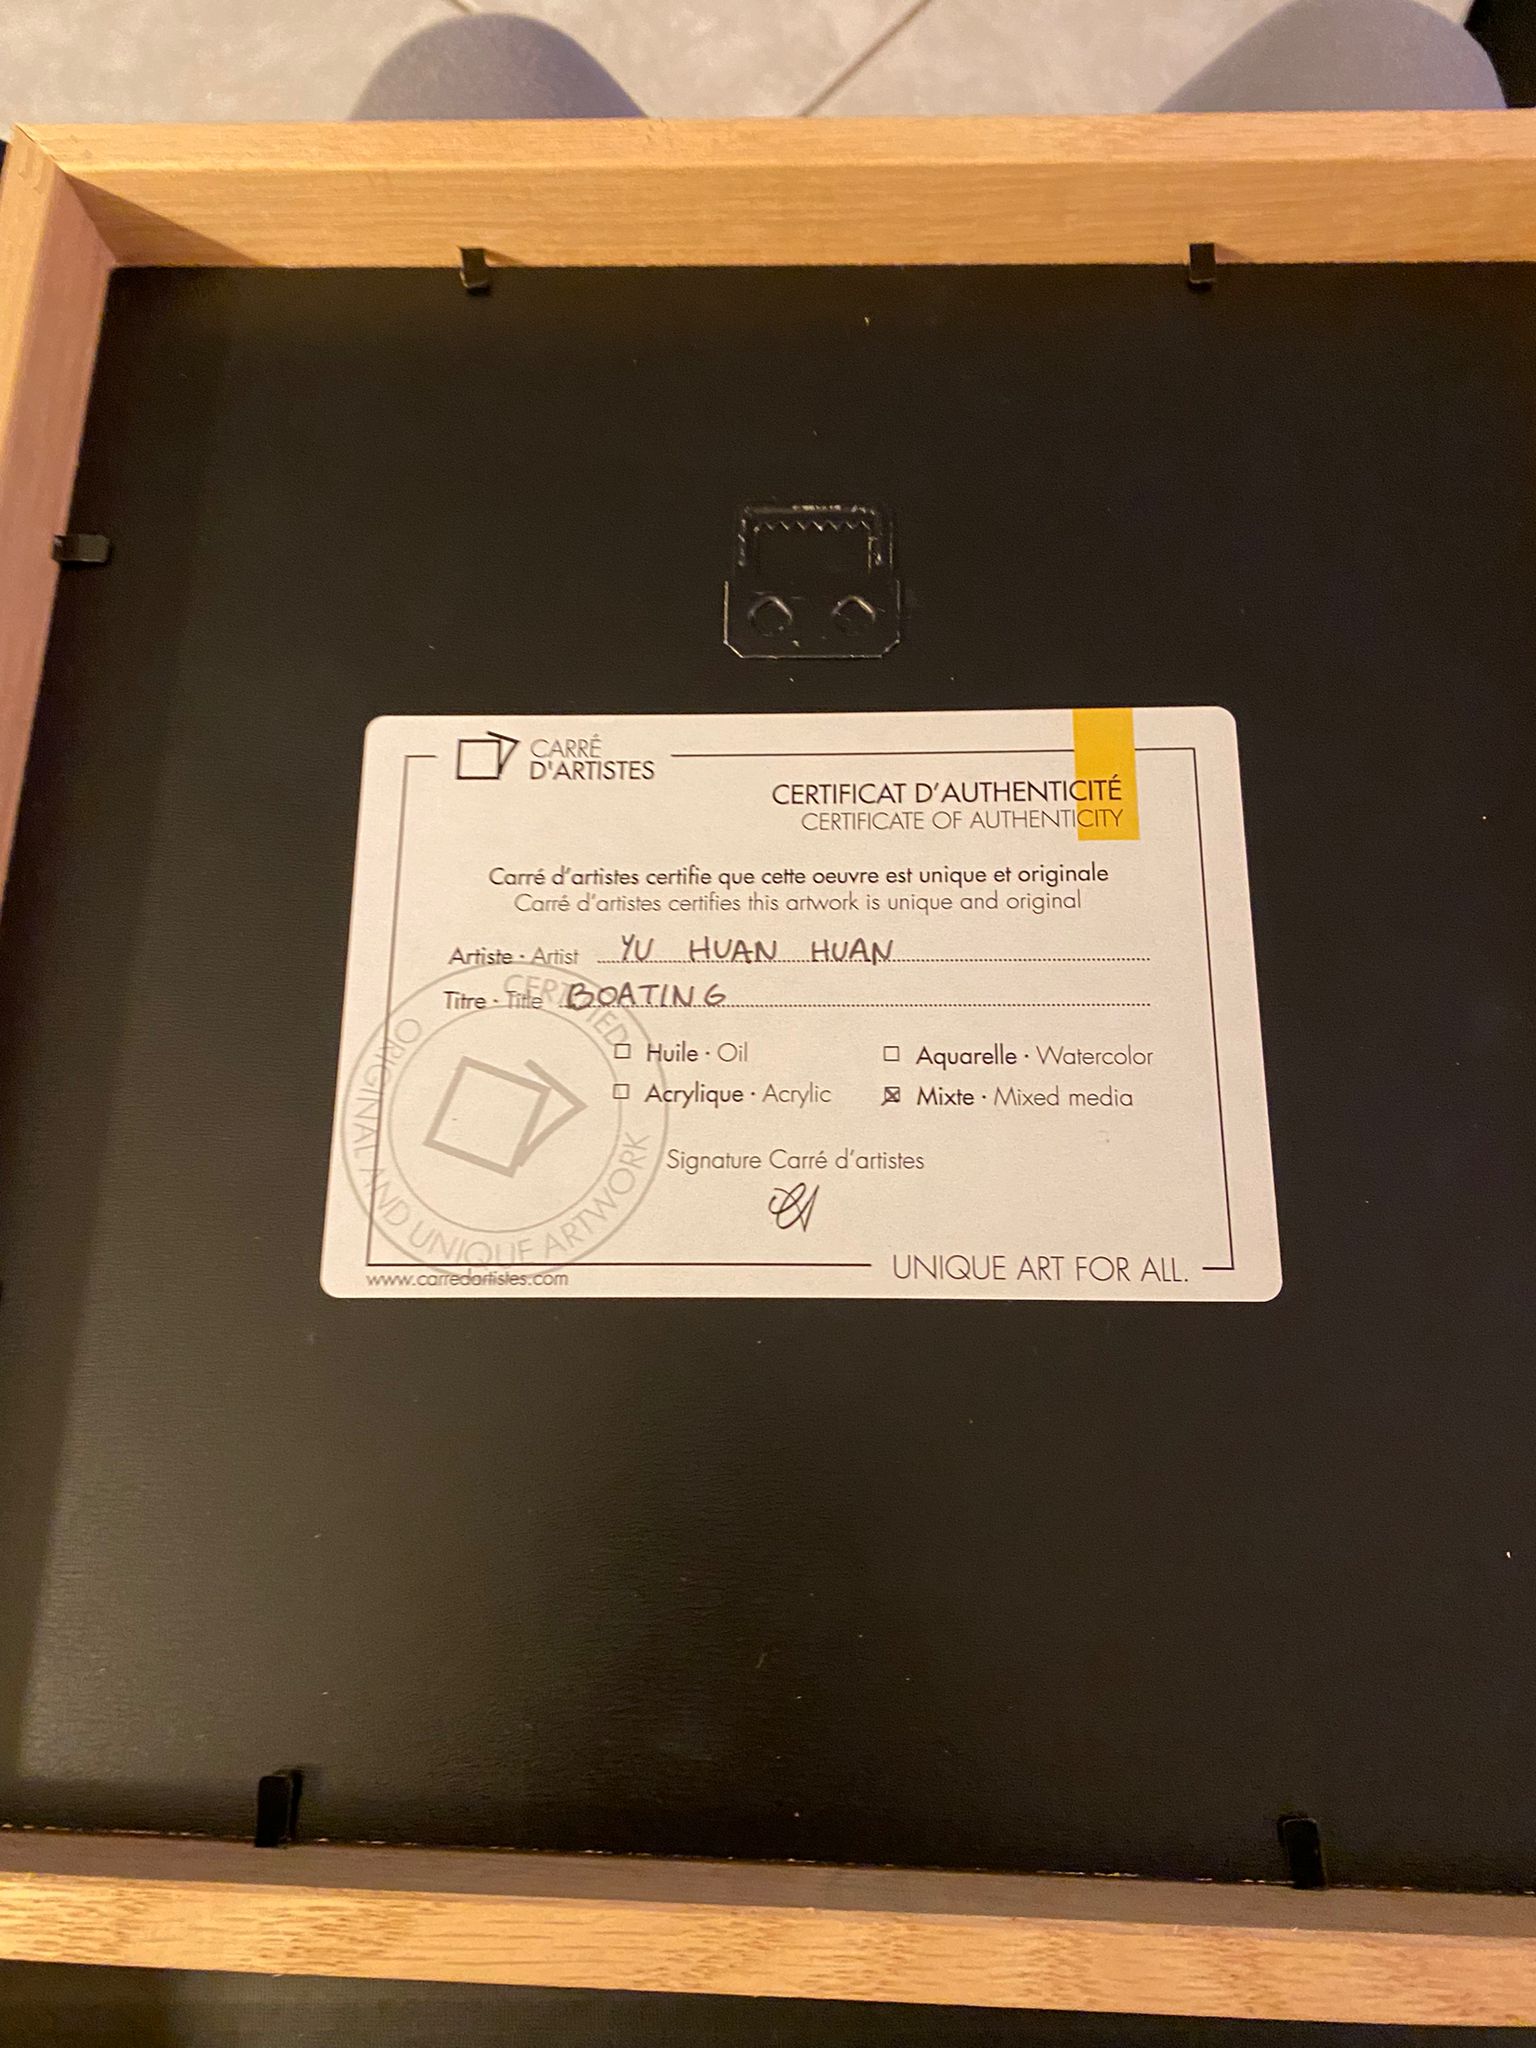 CARRÉ
D'ARTISTES
CERTIFICAT D'AUTHENTICITÉ
CERTIFICATE OF AUTHENTICITY
Carré d'artistes certifie que cette oeuvre est unique et originale
Carré d'artistes certifies this artwork is unique and original
Artiste · Artist YU HUAN HUAN
Titre · Title BOATING
Huile · Oil
Aquarelle · Watercolor
Acrylique · Acrylic
Mixte · Mixed media
CERTIFIED
ORIGINAL AND UNIQUE ARTWORK
Signature Carré d'artistes
UNIQUE ART FOR ALL.
www.carredartistes.com